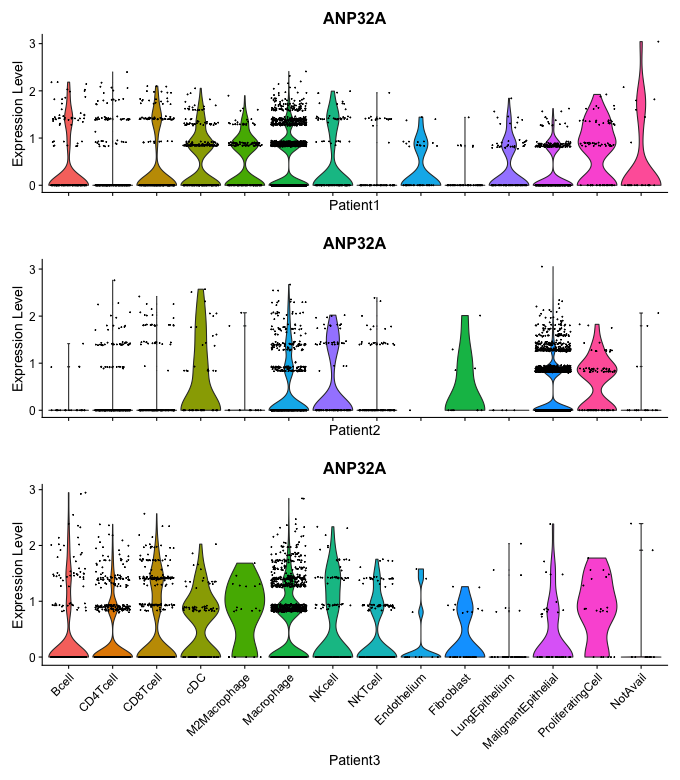 ANP32A
Expression Level
3
2
1
0
Patient1
ANP32A
Expression Level
3
2
1
0
Patient2
ANP32A
Expression Level
3
2
1
0
Bcell
CD4Tcell
CD8Tcell
cDC
M2Macrophage
Macrophage
NKcell
NKTcell
Endothelium
Fibroblast
LungEpithelium
MalignantEpithelial
ProliferatingCell
NotAvail
Patient3